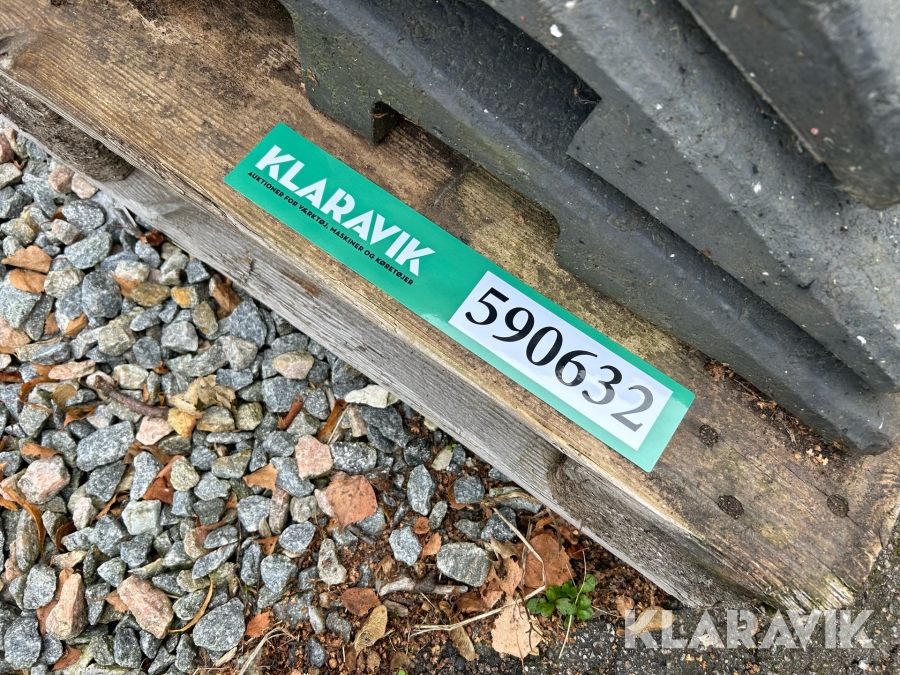 KLARAVIK
AUKTIONER FOR VÆRKTØJ, MASKINER OG KØRETØJER
590632
KLARAVIK